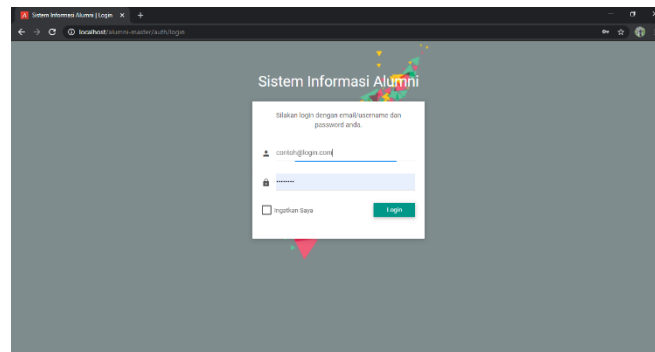 Sistem Informasi Alumni | Login
localhost/alumni-master/auth/login
Sistem Informasi Alumni
Silakan login dengan email/username dan
password anda.
contoh@login.com
Ingatkan Saya
Login